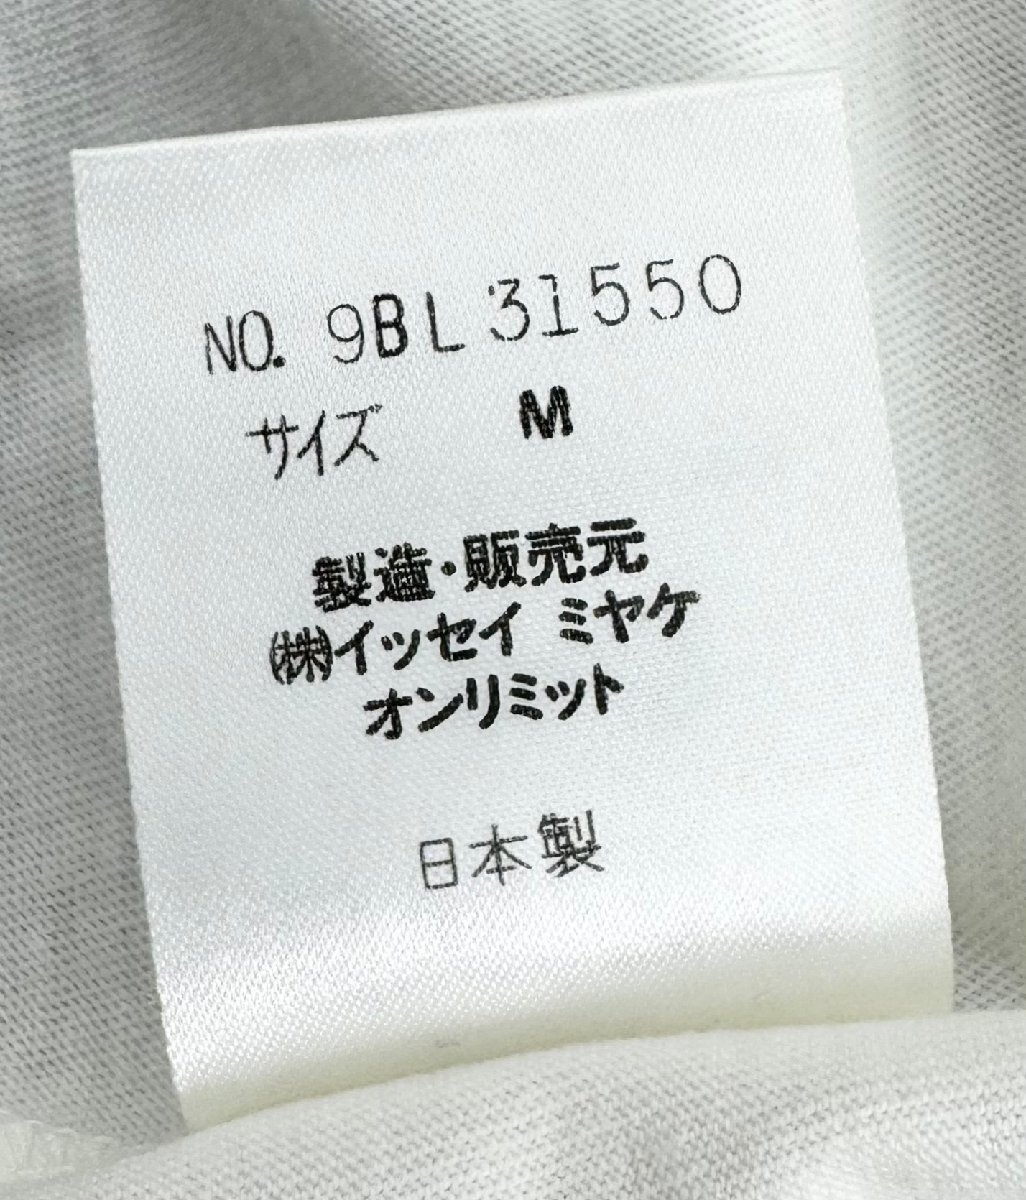 NO. 9BL31550
サイズ M
製造・販売元
㈱イッセイ ミヤケ
オンリミット
日本製